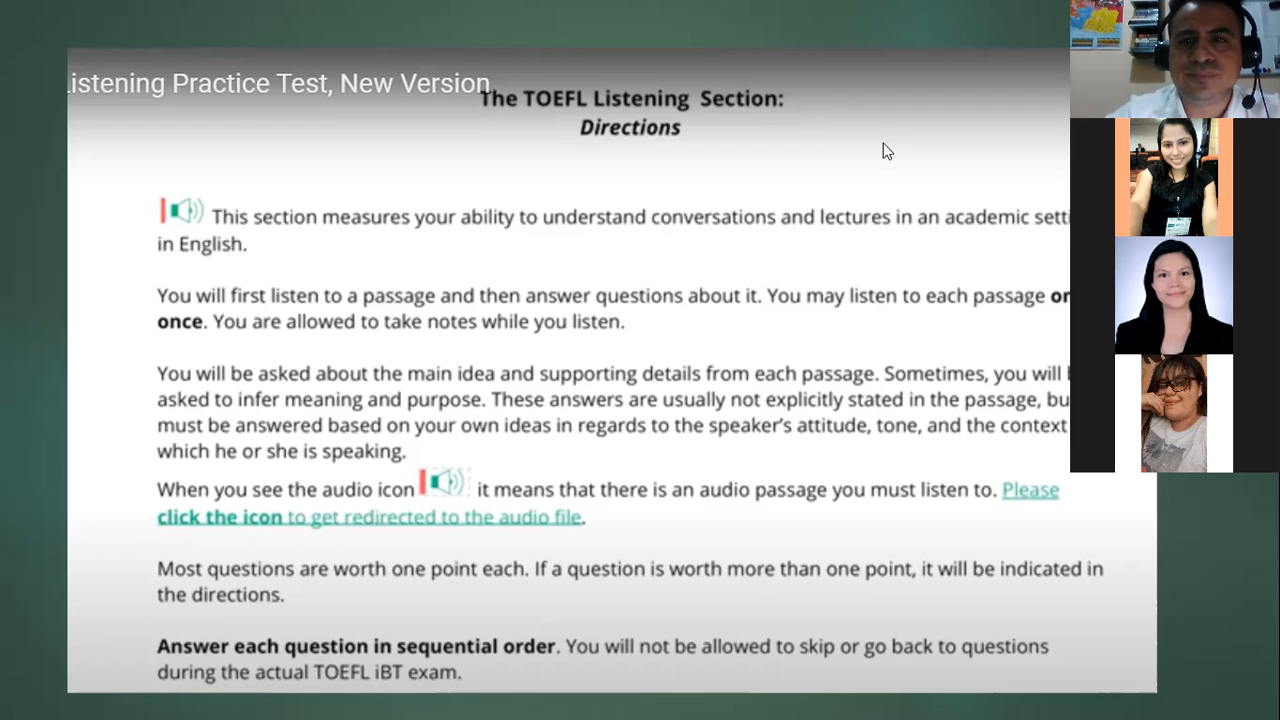 Listening Practice Test, New Version
The TOEFL Listening Section:
Directions
This section measures your ability to understand conversations and lectures in an academic setti
in English.
You will first listen to a passage and then answer questions about it. You may listen to each passage
once. You are allowed to take notes while you listen.
You will be asked about the main idea and supporting details from each passage. Sometimes, you will
asked to infer meaning and purpose. These answers are usually not explicitly stated in the passage, bu
must be answered based on your own ideas in regards to the speaker's attitude, tone, and the context
which he or she is speaking.
When you see the audio icon it means that there is an audio passage you must listen to. Please
click the icon to get redirected to the audio file.
Most questions are worth one point each. If a question is worth more than one point, it will be indicated in
the directions.
Answer each question in sequential order. You will not be allowed to skip or go back to questions
during the actual TOEFL iBT exam.